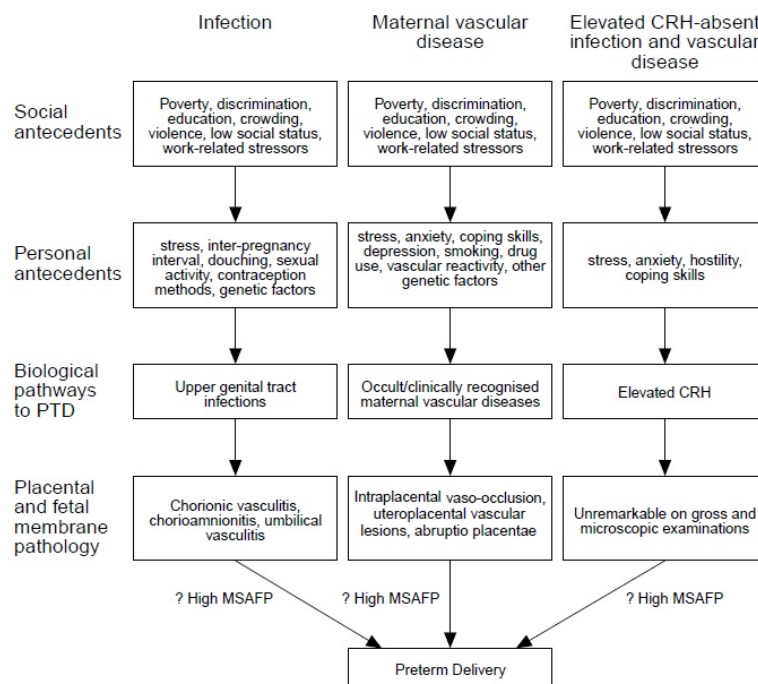 Infection
Maternal vascular
disease
Elevated CRH-absent
infection and vascular
disease
Social
antecedents
Poverty, discrimination,
education, crowding,
violence, low social status,
work-related stressors
Poverty, discrimination,
education, crowding,
violence, low social status,
work-related stressors
Poverty, discrimination,
education, crowding,
violence, low social status,
work-related stressors
Personal
antecedents
stress, inter-pregnancy
interval, douching, sexual
activity, contraception
methods, genetic factors
stress, anxiety, coping skills,
depression, smoking, drug
use, vascular reactivity, other
genetic factors
stress, anxiety, hostility,
coping skills
Biological
pathways
to PTD
Upper genital tract
infections
Occult/clinically recognised
maternal vascular diseases
Elevated CRH
Placental
and fetal
membrane
pathology
Chorionic vasculitis,
chorioamnionitis, umbilical
vasculitis
Intraplacental vaso-occlusion,
uteroplacental vascular
lesions, abruptio placentae
Unremarkable on gross and
microscopic examinations
? High MSAFP
? High MSAFP
? High MSAFP
Preterm Delivery